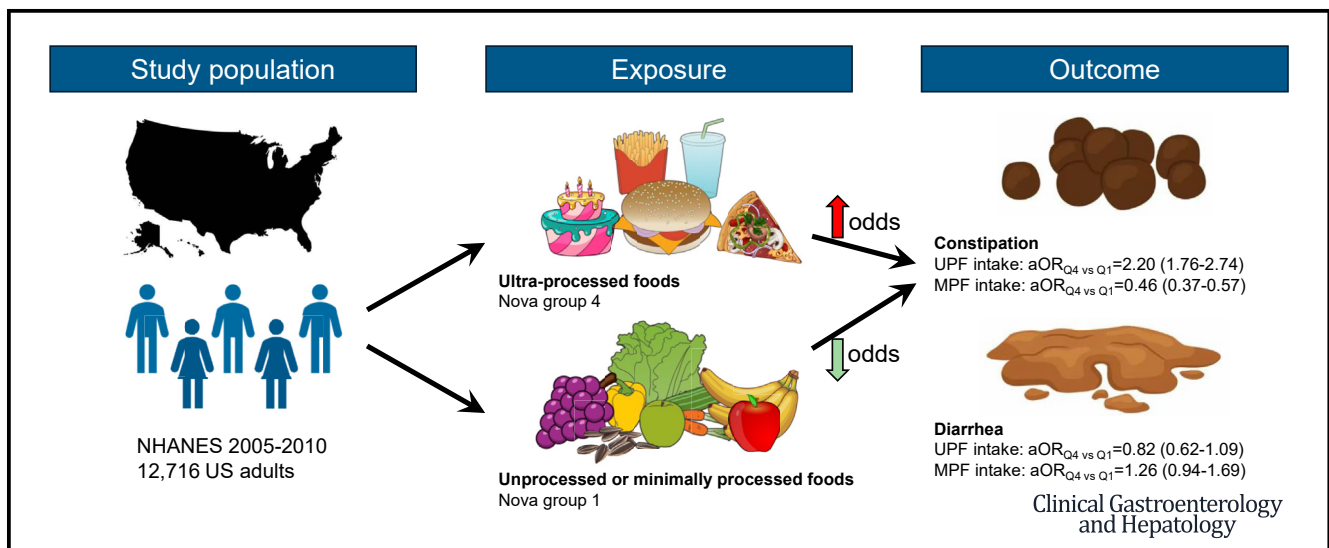 Study population
Exposure
Outcome
NHANES 2005-2010
12,716 US adults
Ultra-processed foods
Nova group 4
Unprocessed or minimally processed foods
Nova group 1
odds
odds
Constipation
UPF intake: aORQ4 vs Q1=2.20 (1.76-2.74)
MPF intake: aORQ4 vs Q1=0.46 (0.37-0.57)
Diarrhea
UPF intake: aORQ4 vs Q1=0.82 (0.62-1.09)
MPF intake: aORQ4 vs Q1=1.26 (0.94-1.69)
Clinical Gastroenterology
and Hepatology